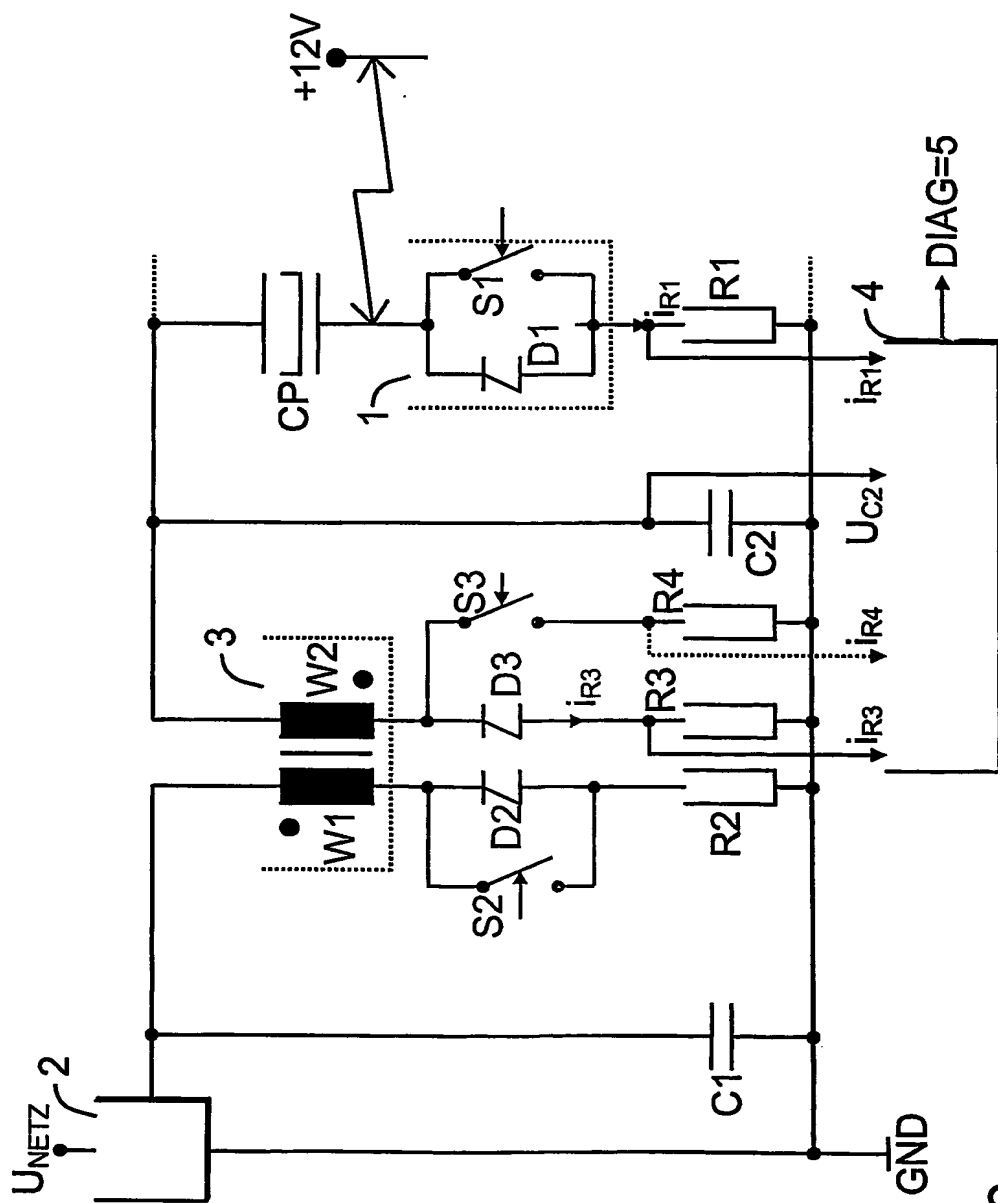 U_NETZ
2
C1
GND
3
W1
W2
S2
D2
D3
S3
i_R3
R2
R3
R4
i_R3
i_R4
C2
U_C2
CP
+12V
1
S1
D1
i_R1
R1
i_R1
4
DIAG=5